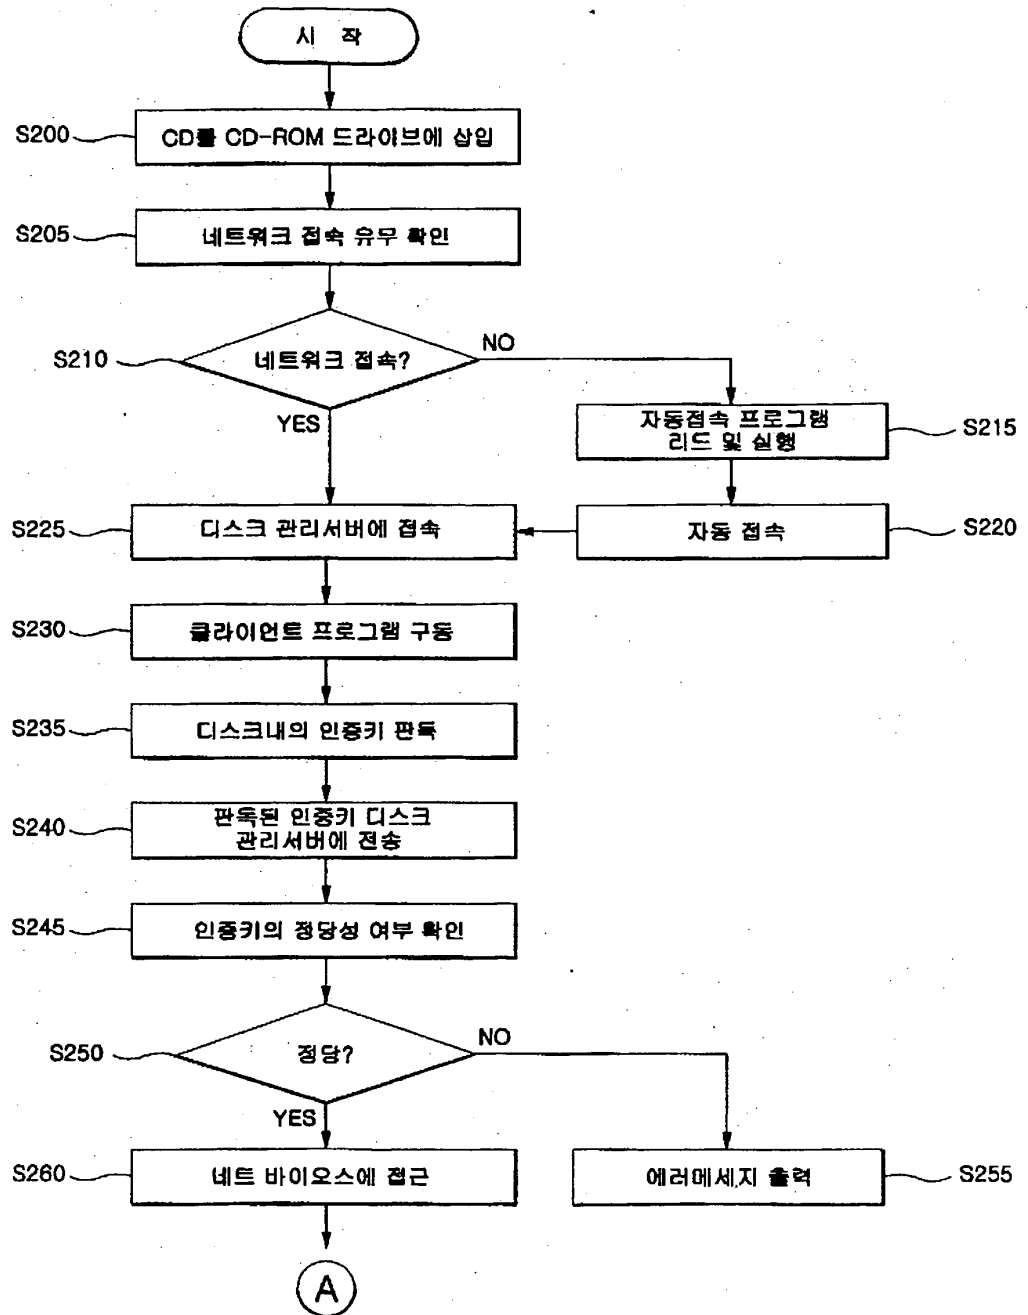 시 작
S200
CD를 CD-ROM 드라이브에 삽입
S205
네트워크 접속 유무 확인
S210
네트워크 접속?
NO
YES
자동접속 프로그램
리드 및 실행
S215
S225
디스크 관리서버에 접속
자동 접속
S220
S230
클라이언트 프로그램 구동
S235
디스크내의 인증키 판독
S240
판독된 인증키 디스크
관리서버에 전송
S245
인증키의 정당성 여부 확인
S250
정당?
NO
YES
S260
네트 바이오스에 접근
에러메세지 출력
S255
A